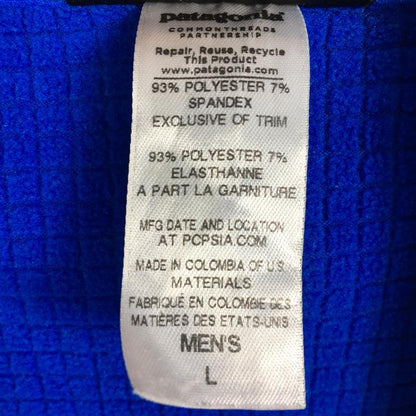 patagonia
COMMONTHREADS
PARTNERSHIP
Repair, Reuse, Recycle
This Product
www.patagonia.com
93% POLYESTER 7%
SPANDEX
EXCLUSIVE OF TRIM
93% POLYESTER 7%
ELASTHANNE
A PART LA GARNITURE
MFG DATE AND LOCATION
AT PCPSIA.COM
MADE IN COLOMBIA OF U.S.
MATERIALS
FABRIQUÉ EN COLOMBIE DES
MATIÈRES DES ETATS-UNIS
MEN'S
L